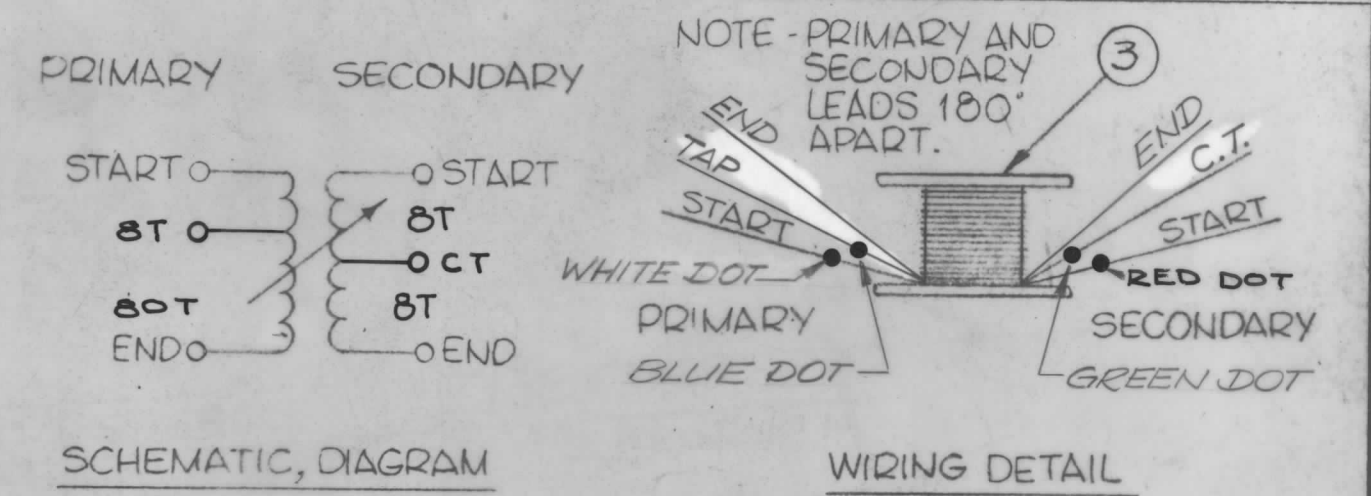 PRIMARY
SECONDARY
START
START
8T
8T
CT
80T
8T
END
END
SCHEMATIC, DIAGRAM
NOTE - PRIMARY AND
SECONDARY
LEADS 180°
APART.
3
END
TAP
START
WHITE DOT
PRIMARY
BLUE DOT
END
C.T.
START
RED DOT
SECONDARY
GREEN DOT
WIRING DETAIL